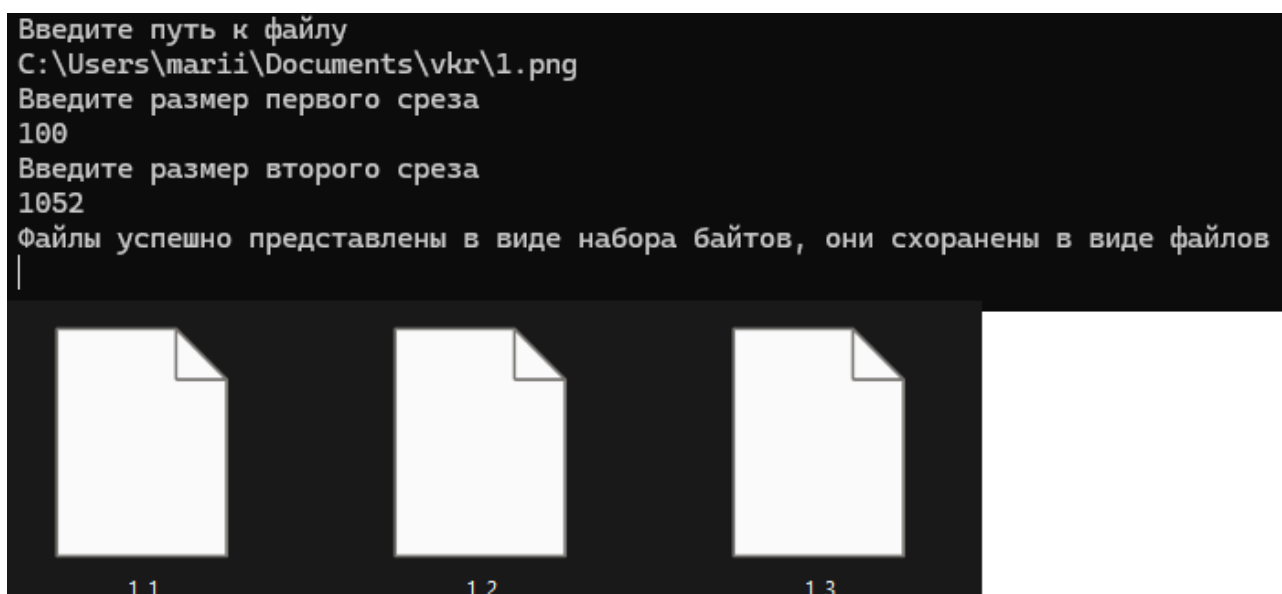 Введите путь к файлу
C:\Users\marii\Documents\vkr\1.png
Введите размер первого среза
100
Введите размер второго среза
1052
Файлы успешно представлены в виде набора байтов, они схоранены в виде файлов
1.1 1.2 1.3